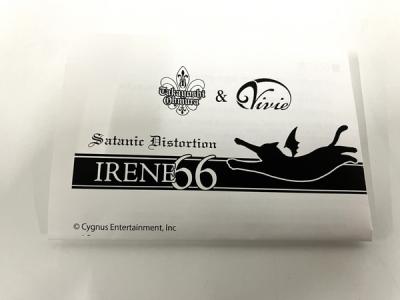 Takayoshi
Ohmura
&
Vivie
Satanic Distortion
IRENE66
© Cygnus Entertainment, Inc